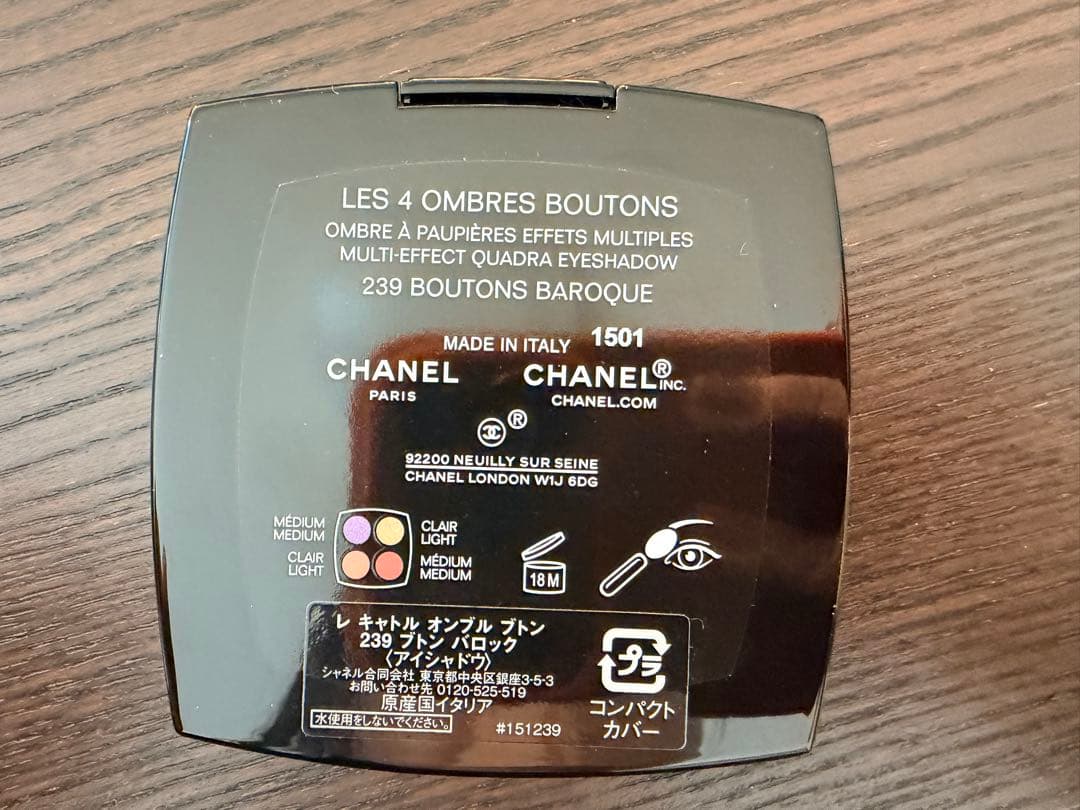 LES 4 OMBRES BOUTONS
OMBRE À PAUPIÈRES EFFETS MULTIPLES
MULTI-EFFECT QUADRA EYESHADOW
239 BOUTONS BAROQUE
MADE IN ITALY 1501
CHANEL CHANEL® INC.
PARIS CHANEL.COM
®
92200 NEUILLY SUR SEINE
CHANEL LONDON W1J 6DG
MÉDIUM CLAIR
MEDIUM LIGHT
CLAIR MÉDIUM
LIGHT MEDIUM
18 M
レ キャトル オンブル ブトン
239 ブトン バロック
〈アイシャドウ〉
シャネル合同会社 東京都中央区銀座3-5-3
お問い合わせ先 0120-525-519
原産国イタリア
水使用をしないでください。
#151239
プラ
コンパクト
カバー